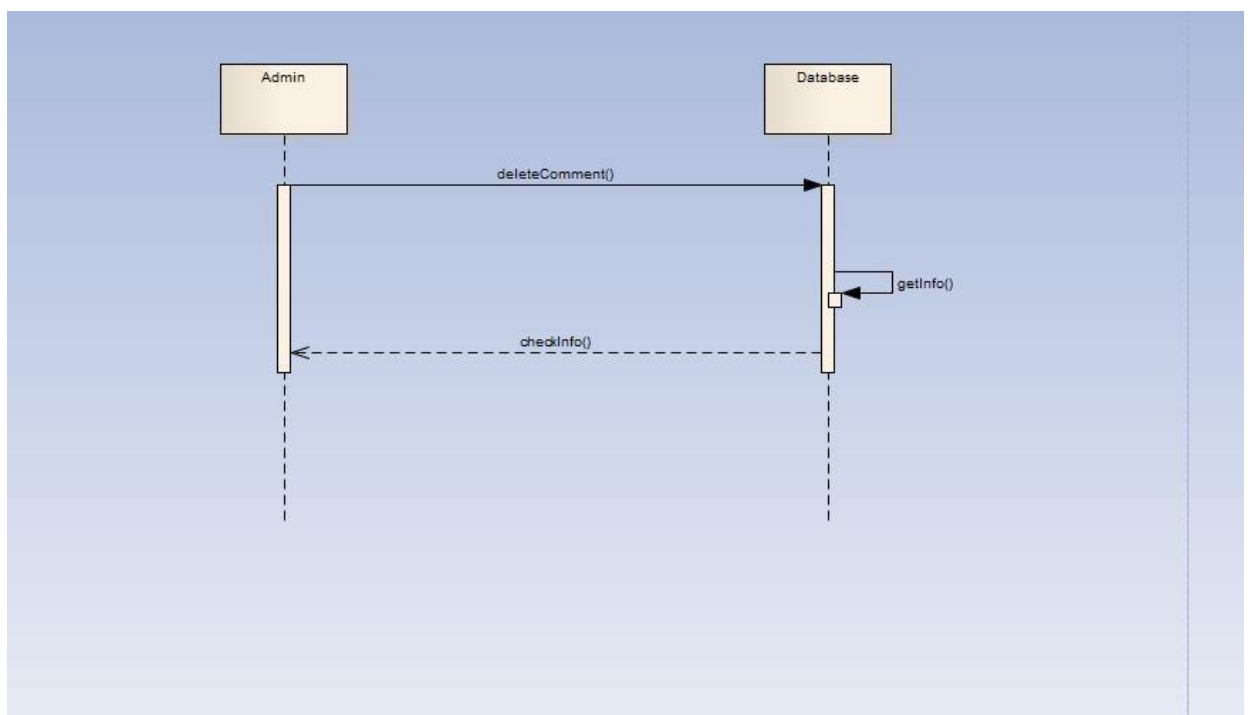 Admin
Database
deleteComment()
getInfo()
checkInfo()